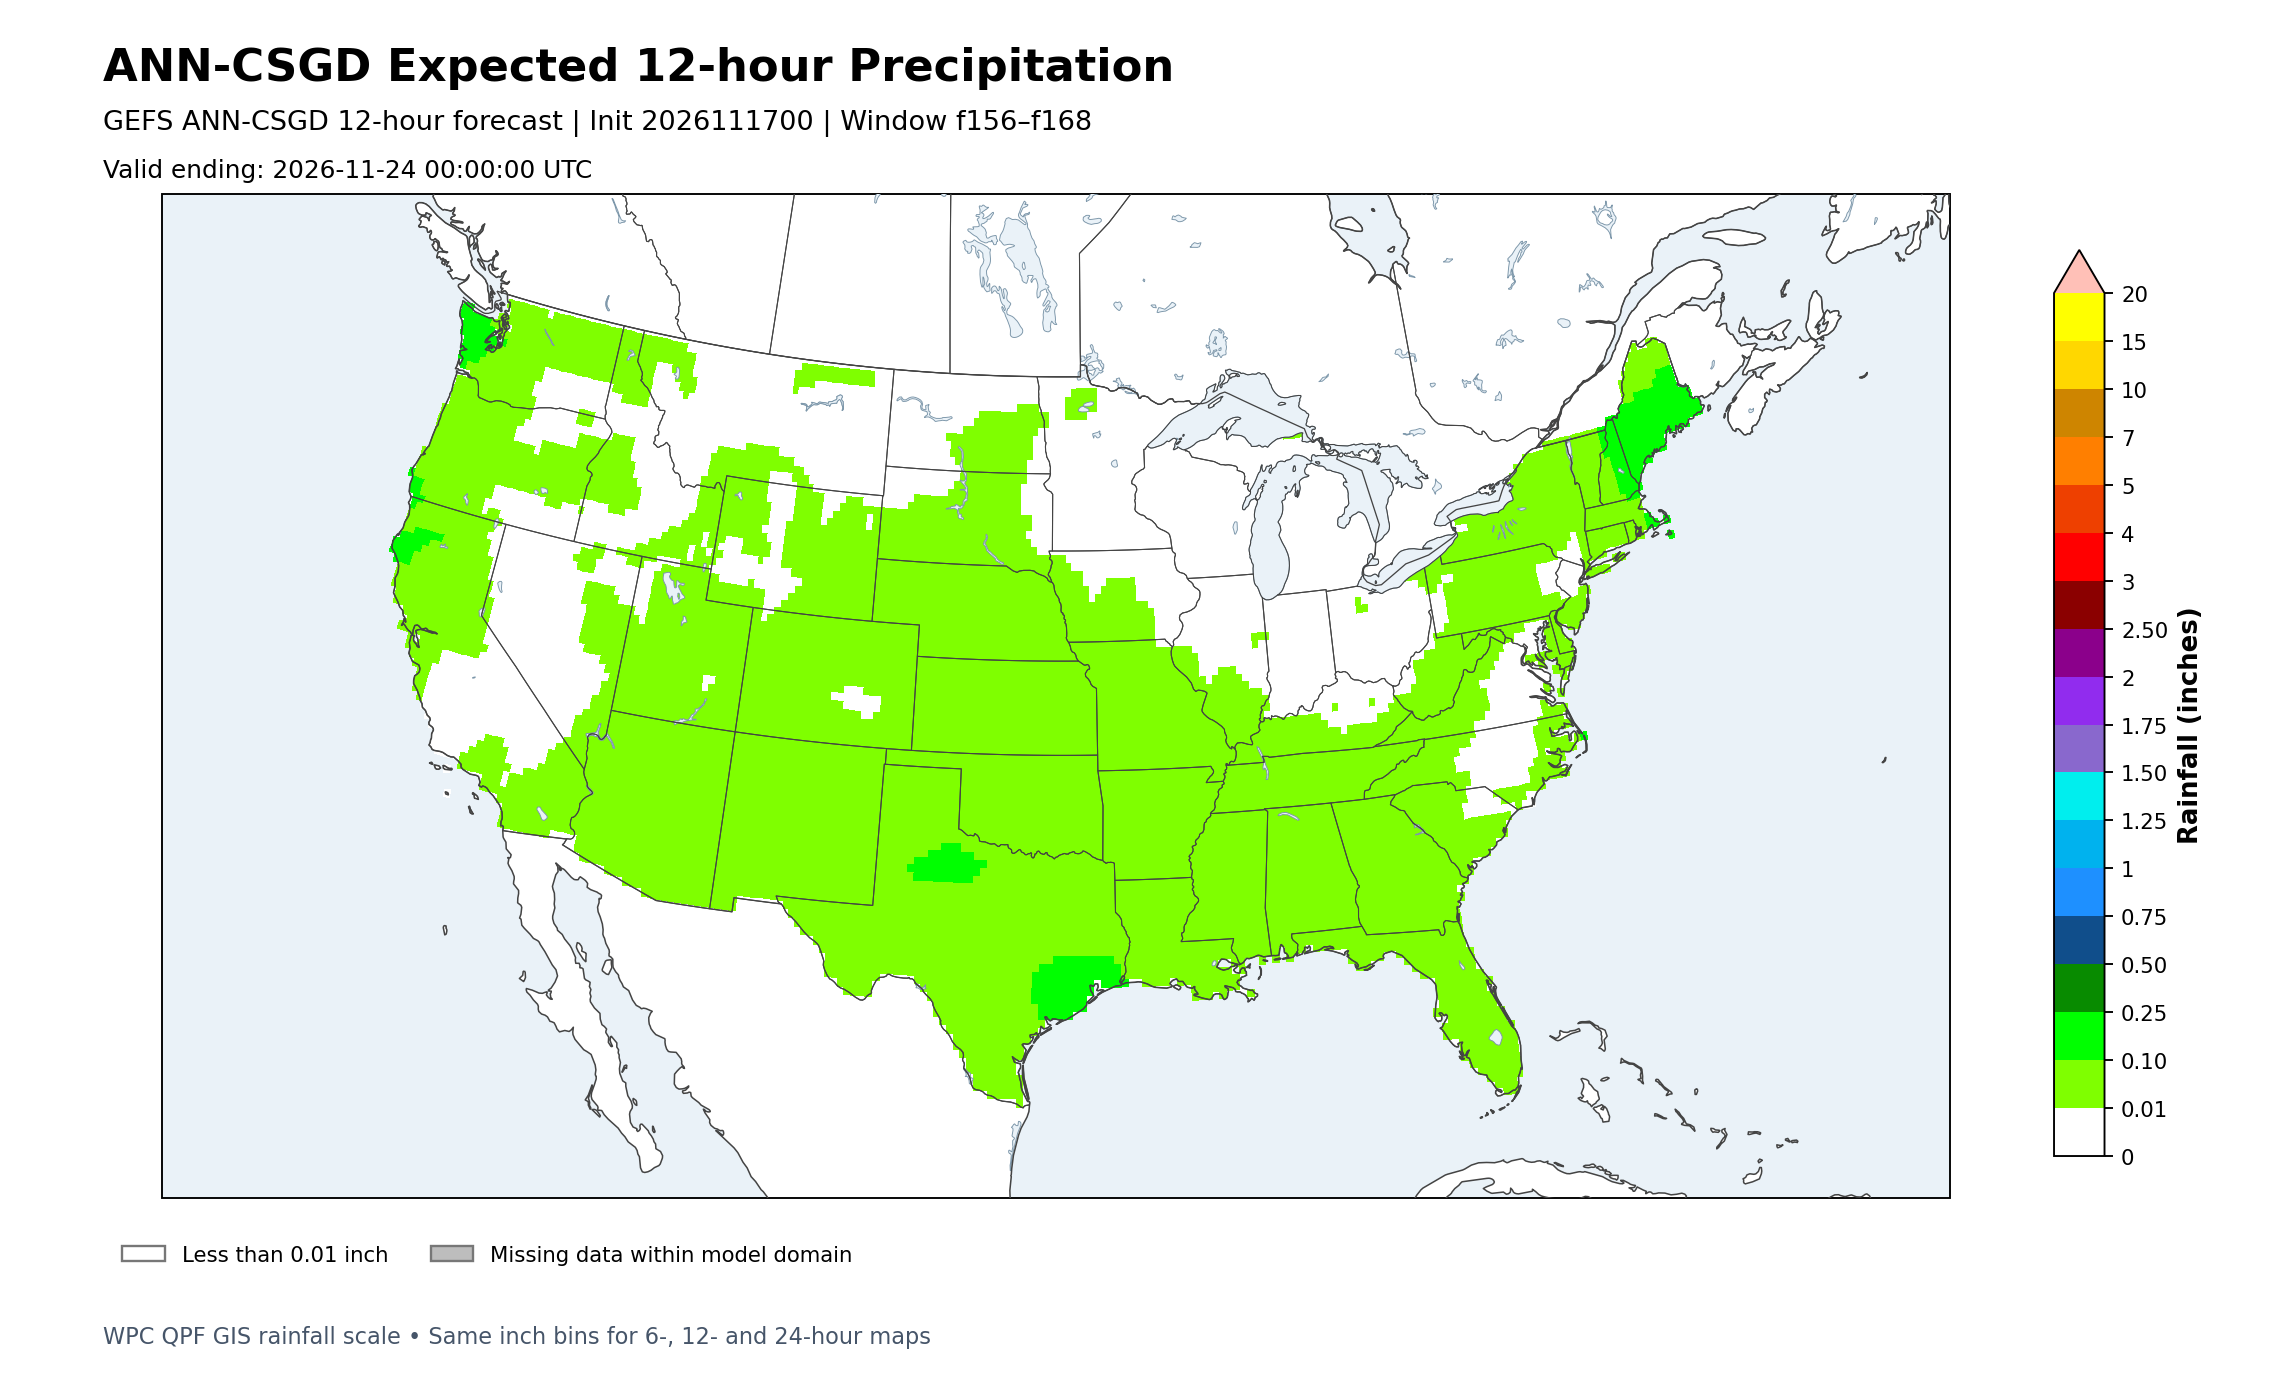 ANN-CSGD Expected 12-hour Precipitation
GEFS ANN-CSGD 12-hour forecast | Init 2026111700 | Window f156–f168
Valid ending: 2026-11-24 00:00:00 UTC
20
15
10
7
5
4
3
2.50
2
1.75
1.50
1.25
1
0.75
0.50
0.25
0.10
0.01
0
Rainfall (inches)
Less than 0.01 inch
Missing data within model domain
WPC QPF GIS rainfall scale • Same inch bins for 6-, 12- and 24-hour maps